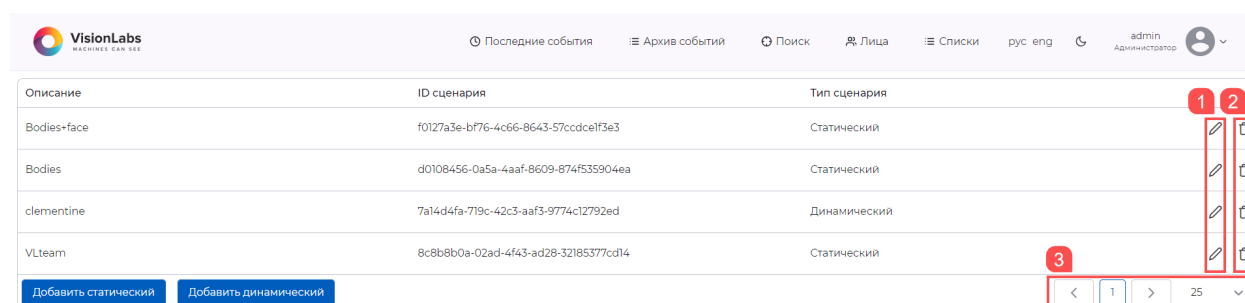 VisionLabs
MACHINES CAN SEE
Последние события
Архив событий
Поиск
Лица
Списки
рус eng
admin
Администратор
Описание ID сценария Тип сценария
1 2
Bodies+face f0127a3e-bf76-4c66-8643-57ccdce1f3e3 Статический
Bodies d0108456-0a5a-4aaf-8609-874f535904ea Статический
clementine 7a14d4fa-719c-42c3-aaf3-9774c12792ed Динамический
VLteam 8c8b8b0a-02ad-4f43-ad28-32185377cd14 Статический
3
Добавить статический Добавить динамический 1 25